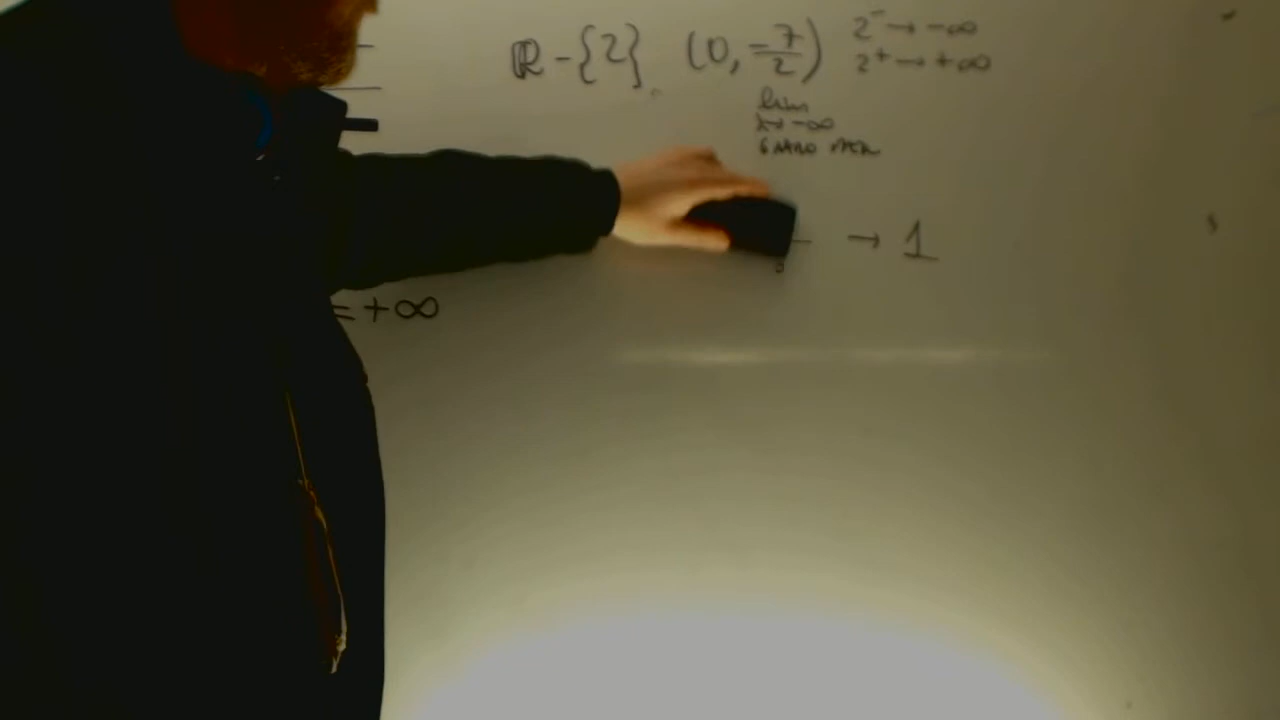 ℝ - {2} (0, -7/2) 2⁻ → -∞
2⁺ → +∞
lim
x→ -∞
→ 1
= +∞